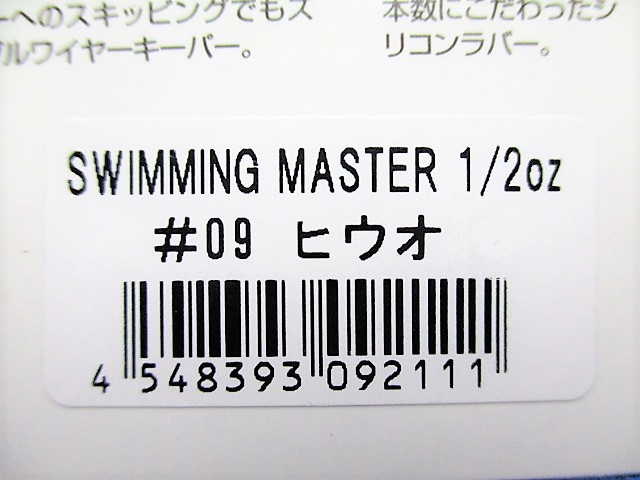 ーへのスキッピングでもズ
ルワイヤーキーパー。
本数にこだわったシ
リコンラバー。
SWIMMING MASTER 1/2oz
#09 ヒウオ
4 548393 092111